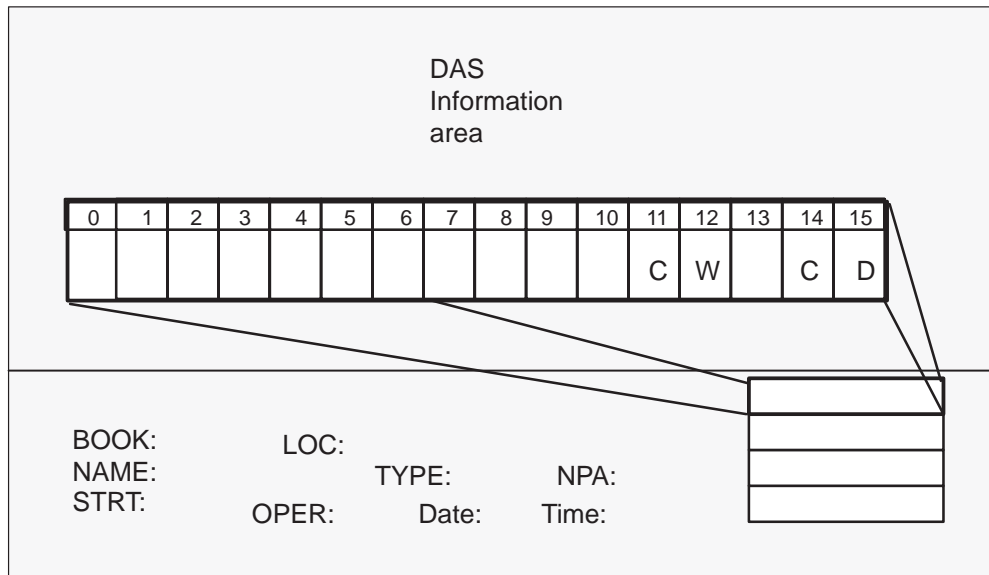 DAS
Information
area
0 1 2 3 4 5 6 7 8 9 10 11 12 13 14 15
C W C D
BOOK: LOC:
NAME: TYPE: NPA:
STRT: OPER: Date: Time: